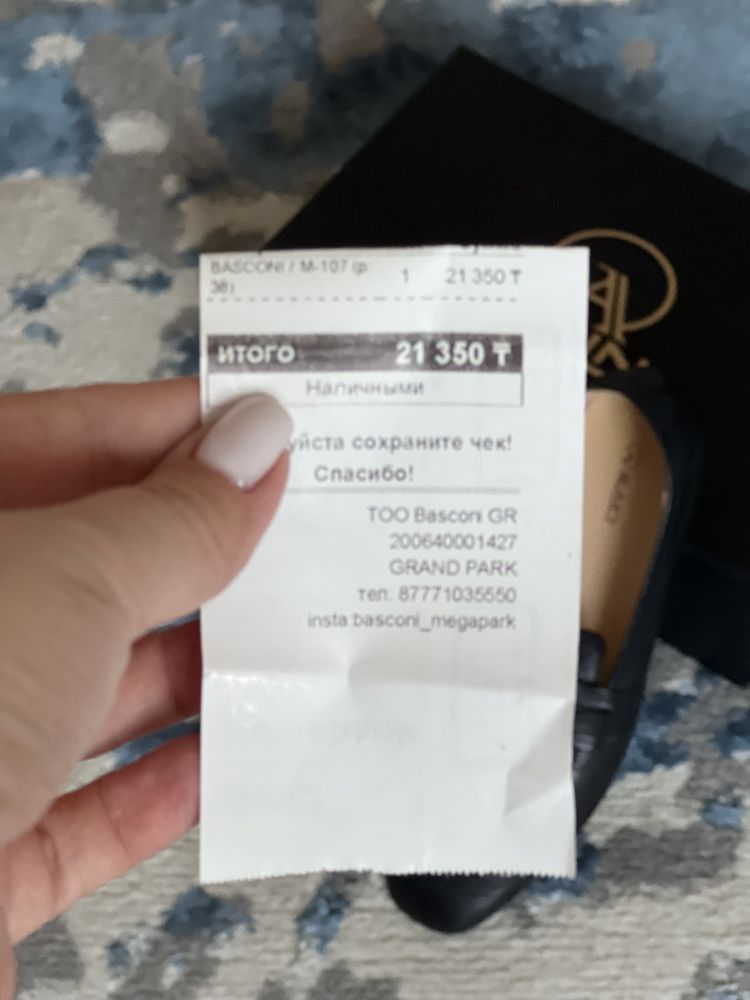 BASCONI / M-107 (р. 1 21 350 ₸
38)
ИТОГО 21 350 ₸
Наличными
уйста сохраните чек!
Спасибо!
ТОО Basconi GR
200640001427
GRAND PARK
тел. 87771035550
insta:basconi_megapark